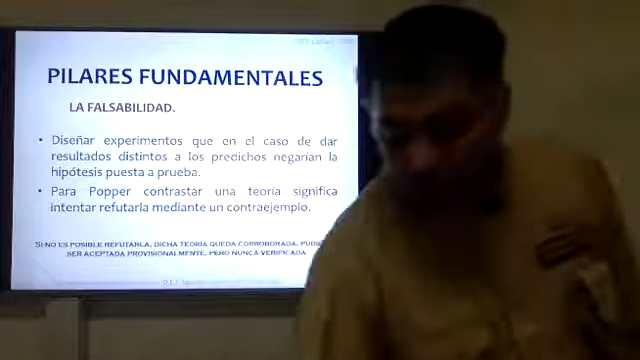 PILARES FUNDAMENTALES
LA FALSABILIDAD.
• Diseñar experimentos que en el caso de dar
resultados distintos a los predichos negarían la
hipótesis puesta a prueba.
• Para Popper contrastar una teoría significa
intentar refutarla mediante un contraejemplo.
SI NO ES POSIBLE REFUTARLA, DICHA TEORÍA QUEDA CORROBORADA,
SER ACEPTADA PROVISIONALMENTE, PERO NUNCA VERIFICADA.